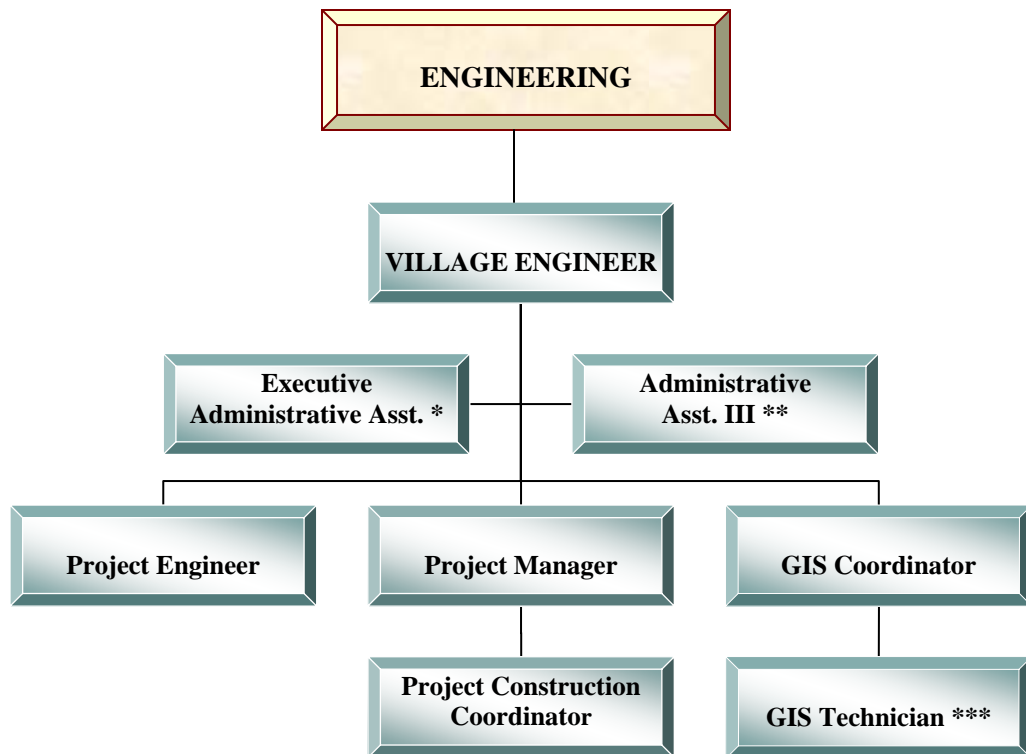 ENGINEERING
VILLAGE ENGINEER
Executive
Administrative Asst. *
Administrative
Asst. III **
Project Engineer
Project Manager
GIS Coordinator
Project Construction
Coordinator
GIS Technician ***